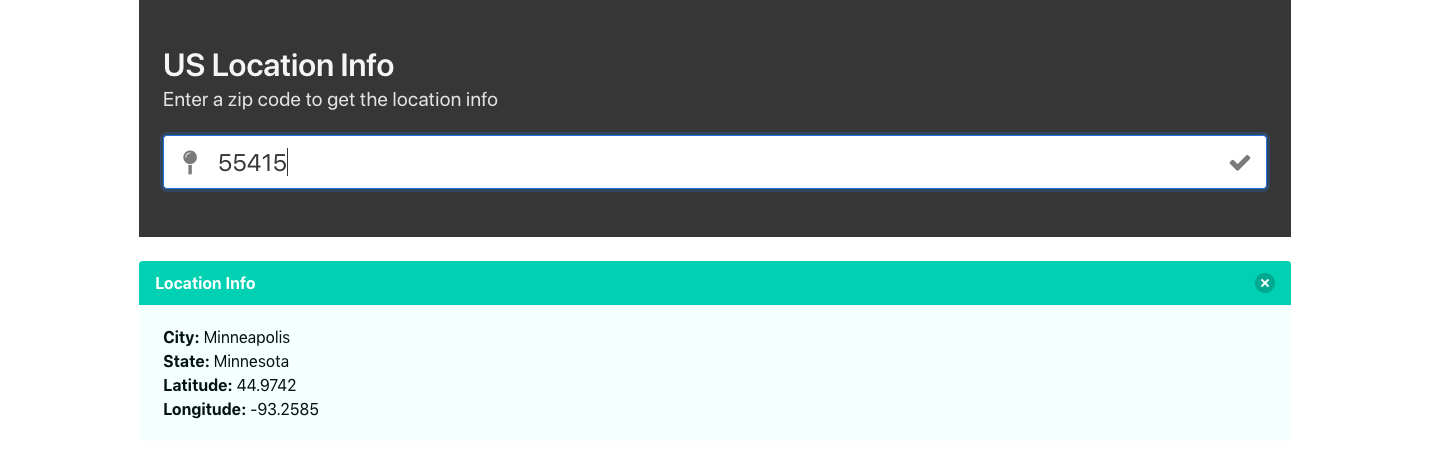 US Location Info
Enter a zip code to get the location info
55415
Location Info
City: Minneapolis
State: Minnesota
Latitude: 44.9742
Longitude: -93.2585